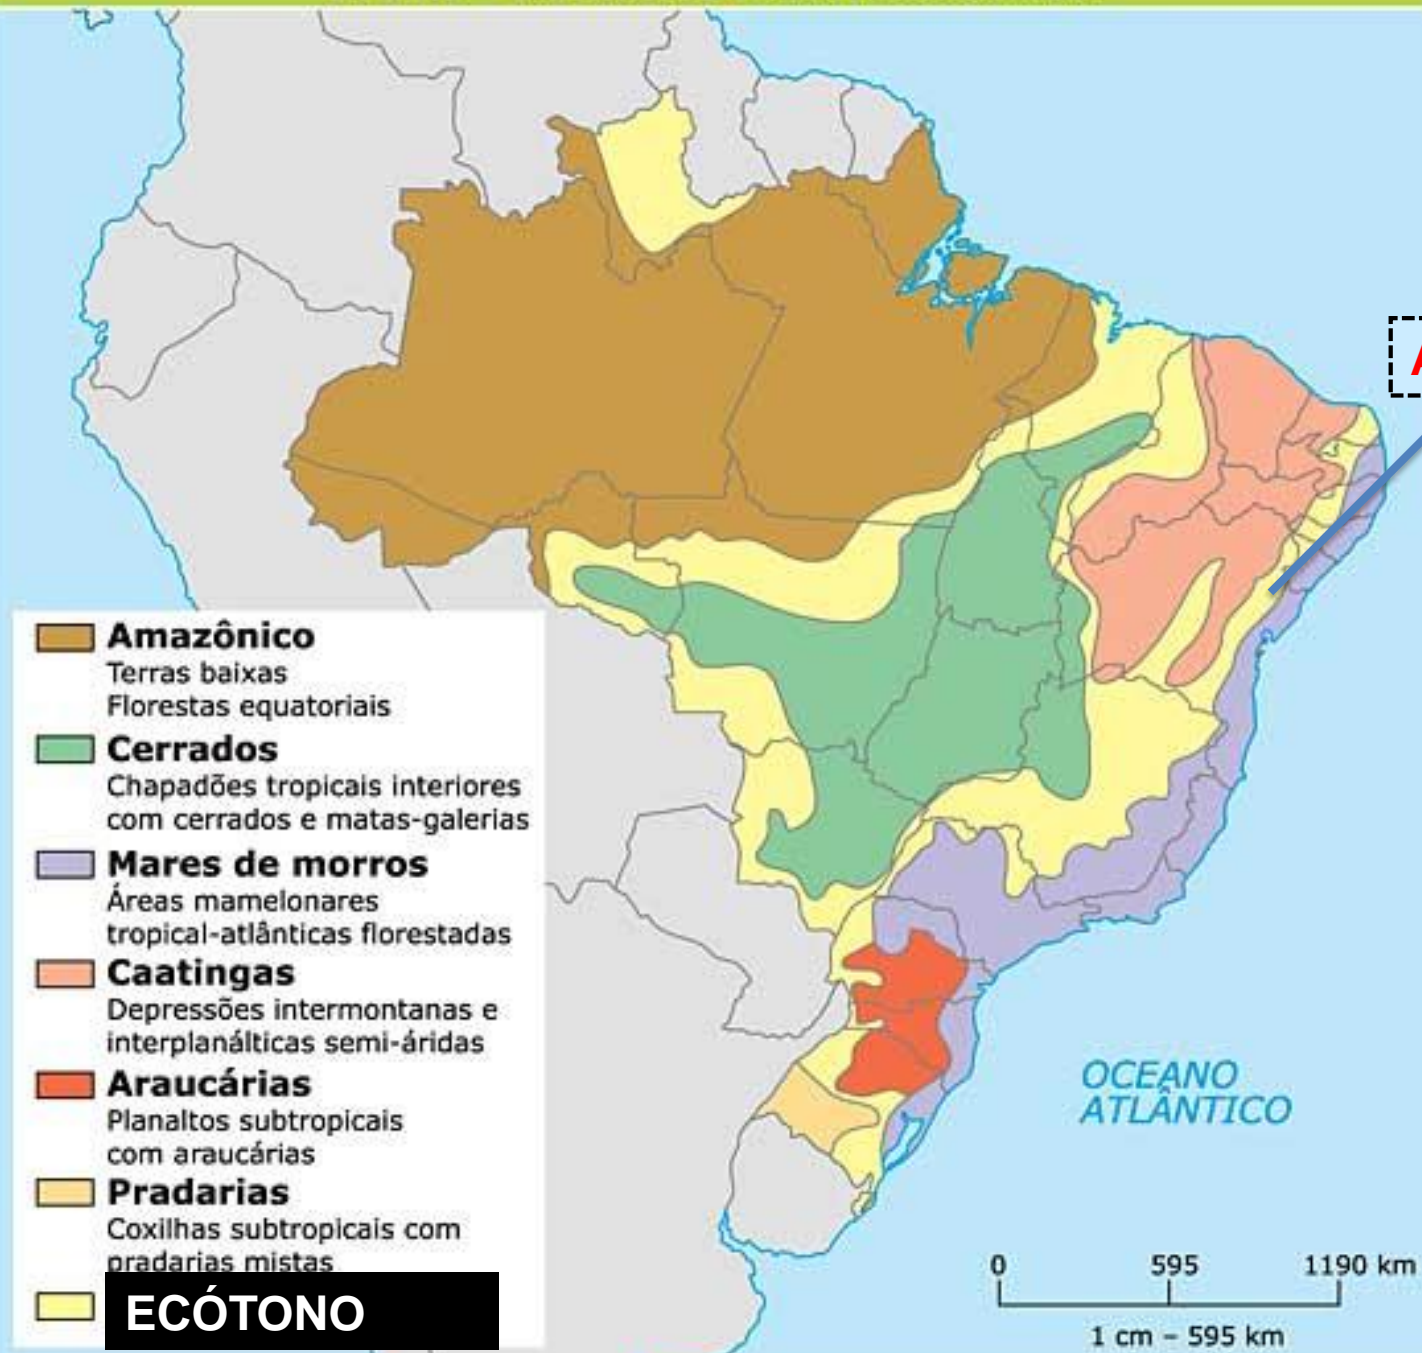 Amazônico
Terras baixas
Florestas equatoriais
Cerrados
Chapadões tropicais interiores
com cerrados e matas-galerias
Mares de morros
Áreas mamelonares
tropical-atlânticas florestadas
Caatingas
Depressões intermontanas e
interplanálticas semi-áridas
Araucárias
Planaltos subtropicais
com araucárias
Pradarias
Coxilhas subtropicais com
pradarias mistas
ECÓTONO
OCEANO
ATLÂNTICO
0 595 1190 km
1 cm – 595 km